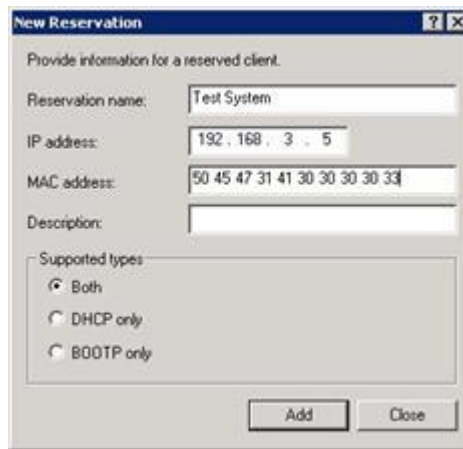 New Reservation
Provide information for a reserved client.
Reservation name: Test System
IP address: 192 . 168 . 3 . 5
MAC address: 50 45 47 31 41 30 30 30 30 33
Description:
Supported types
Both
DHCP only
BOOTP only
Add Close